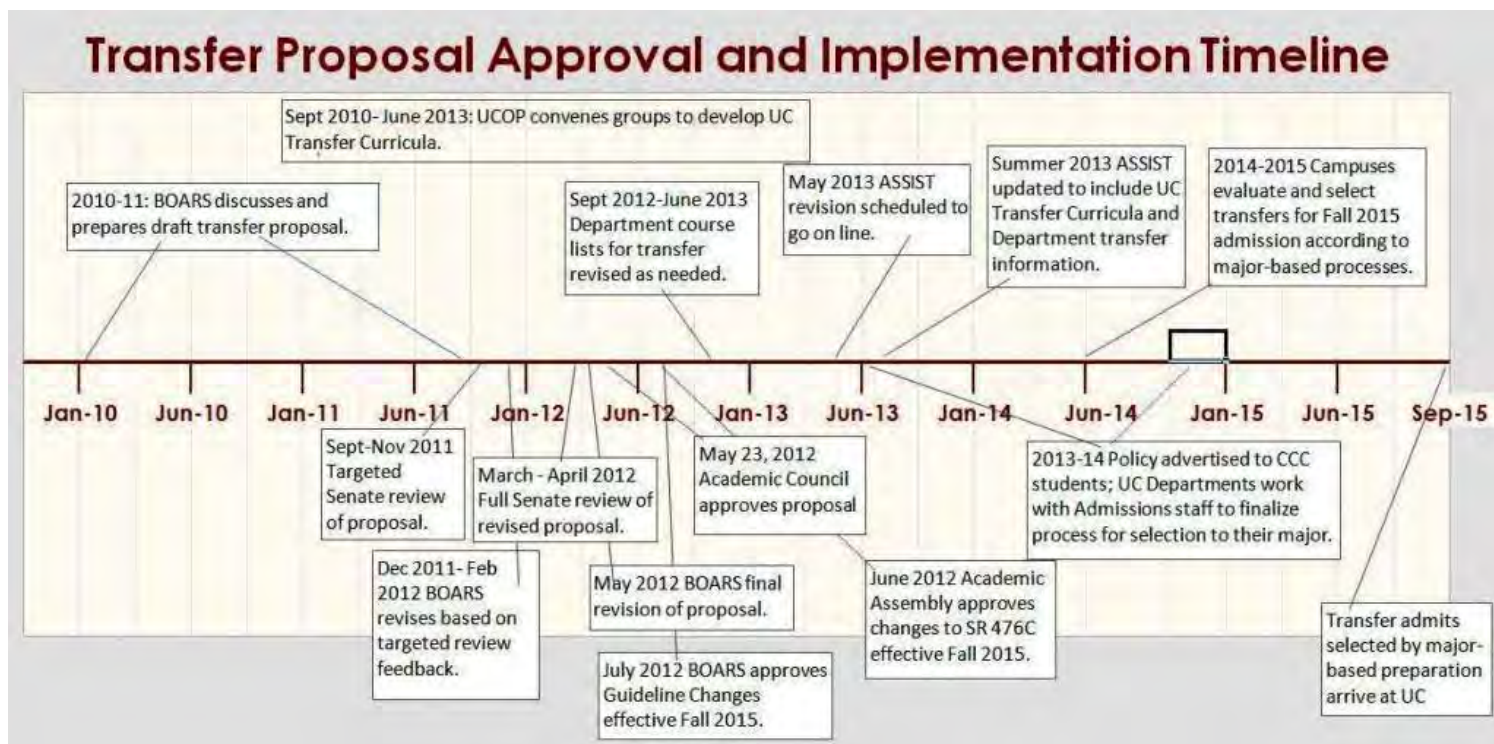 Transfer Proposal Approval and Implementation Timeline
Sept 2010- June 2013: UCOP convenes groups to develop UC
Transfer Curricula.
2010-11: BOARS discusses and
prepares draft transfer proposal.
Sept 2012-June 2013
Department course
lists for transfer
revised as needed.
May 2013 ASSIST
revision scheduled to
go on line.
Summer 2013 ASSIST
updated to include UC
Transfer Curricula and
Department transfer
information.
2014-2015 Campuses
evaluate and select
transfers for Fall 2015
admission according to
major-based processes.
Jan-10 Jun-10 Jan-11 Jun-11 Jan-12 Jun-12 Jan-13 Jun-13 Jan-14 Jun-14 Jan-15 Jun-15 Sep-15
Sept-Nov 2011
Targeted
Senate review
of proposal.
March - April 2012
Full Senate review of
revised proposal.
May 23, 2012
Academic Council
approves proposal
2013-14 Policy advertised to CCC
students; UC Departments work
with Admissions staff to finalize
process for selection to their major.
Dec 2011- Feb
2012 BOARS
revises based on
targeted review
feedback.
May 2012 BOARS final
revision of proposal.
June 2012 Academic
Assembly approves
changes to SR 476C
effective Fall 2015.
July 2012 BOARS approves
Guideline Changes
effective Fall 2015.
Transfer admits
selected by major-
based preparation
arrive at UC